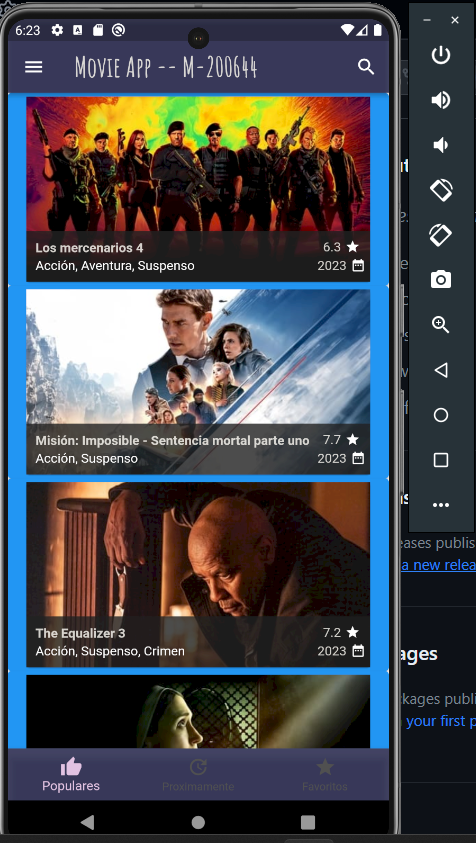 6:23
Movie App -- M-200644
Los mercenarios 4 6.3
Acción, Aventura, Suspenso 2023
Misión: Imposible - Sentencia mortal parte uno 7.7
Acción, Suspenso 2023
The Equalizer 3 7.2
Acción, Suspenso, Crimen 2023
Populares Proximamente Favoritos
eases publis
a new relea
ages
ckages publi
your first p